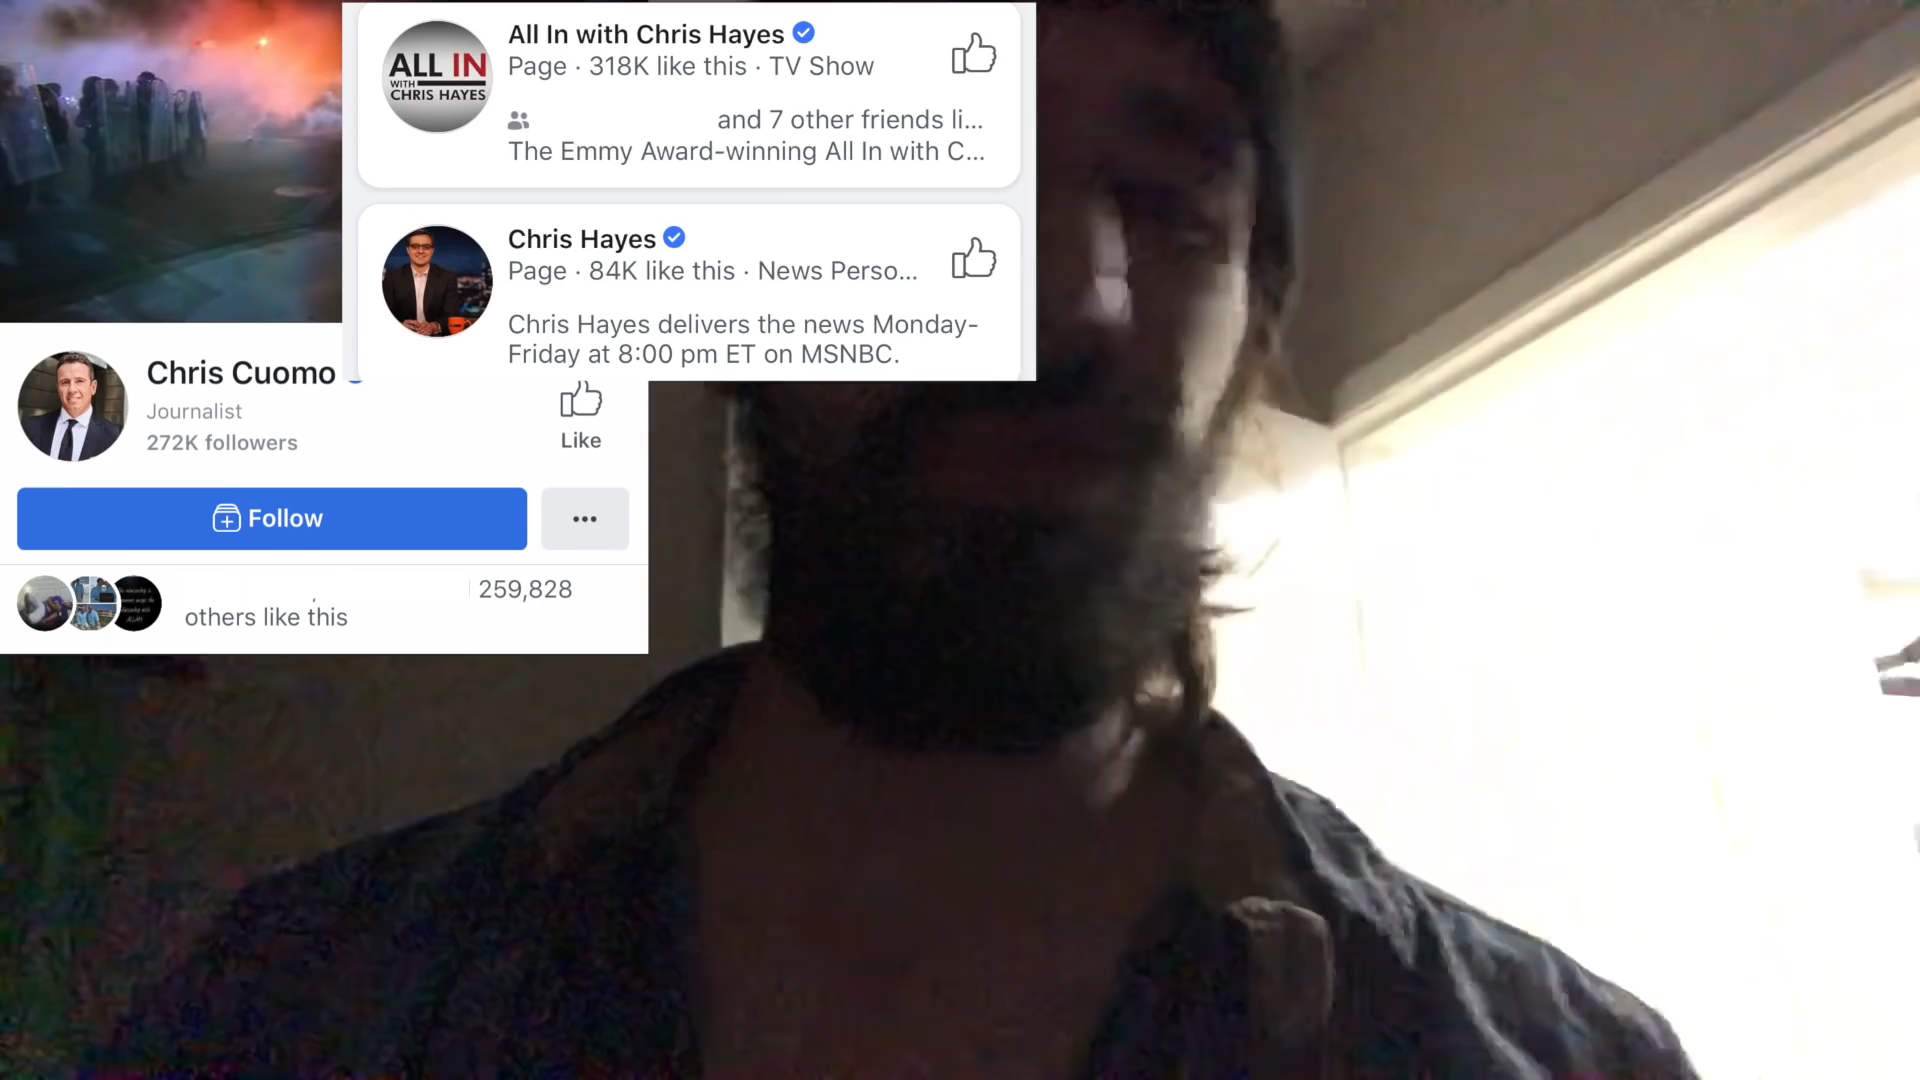 ALL IN
WITH
CHRIS HAYES
All In with Chris Hayes
Page · 318K like this · TV Show
and 7 other friends li...
The Emmy Award-winning All In with C...
Chris Hayes
Page · 84K like this · News Perso...
Chris Hayes delivers the news Monday-
Friday at 8:00 pm ET on MSNBC.
Chris Cuomo
Journalist
272K followers
Like
Follow
259,828
others like this